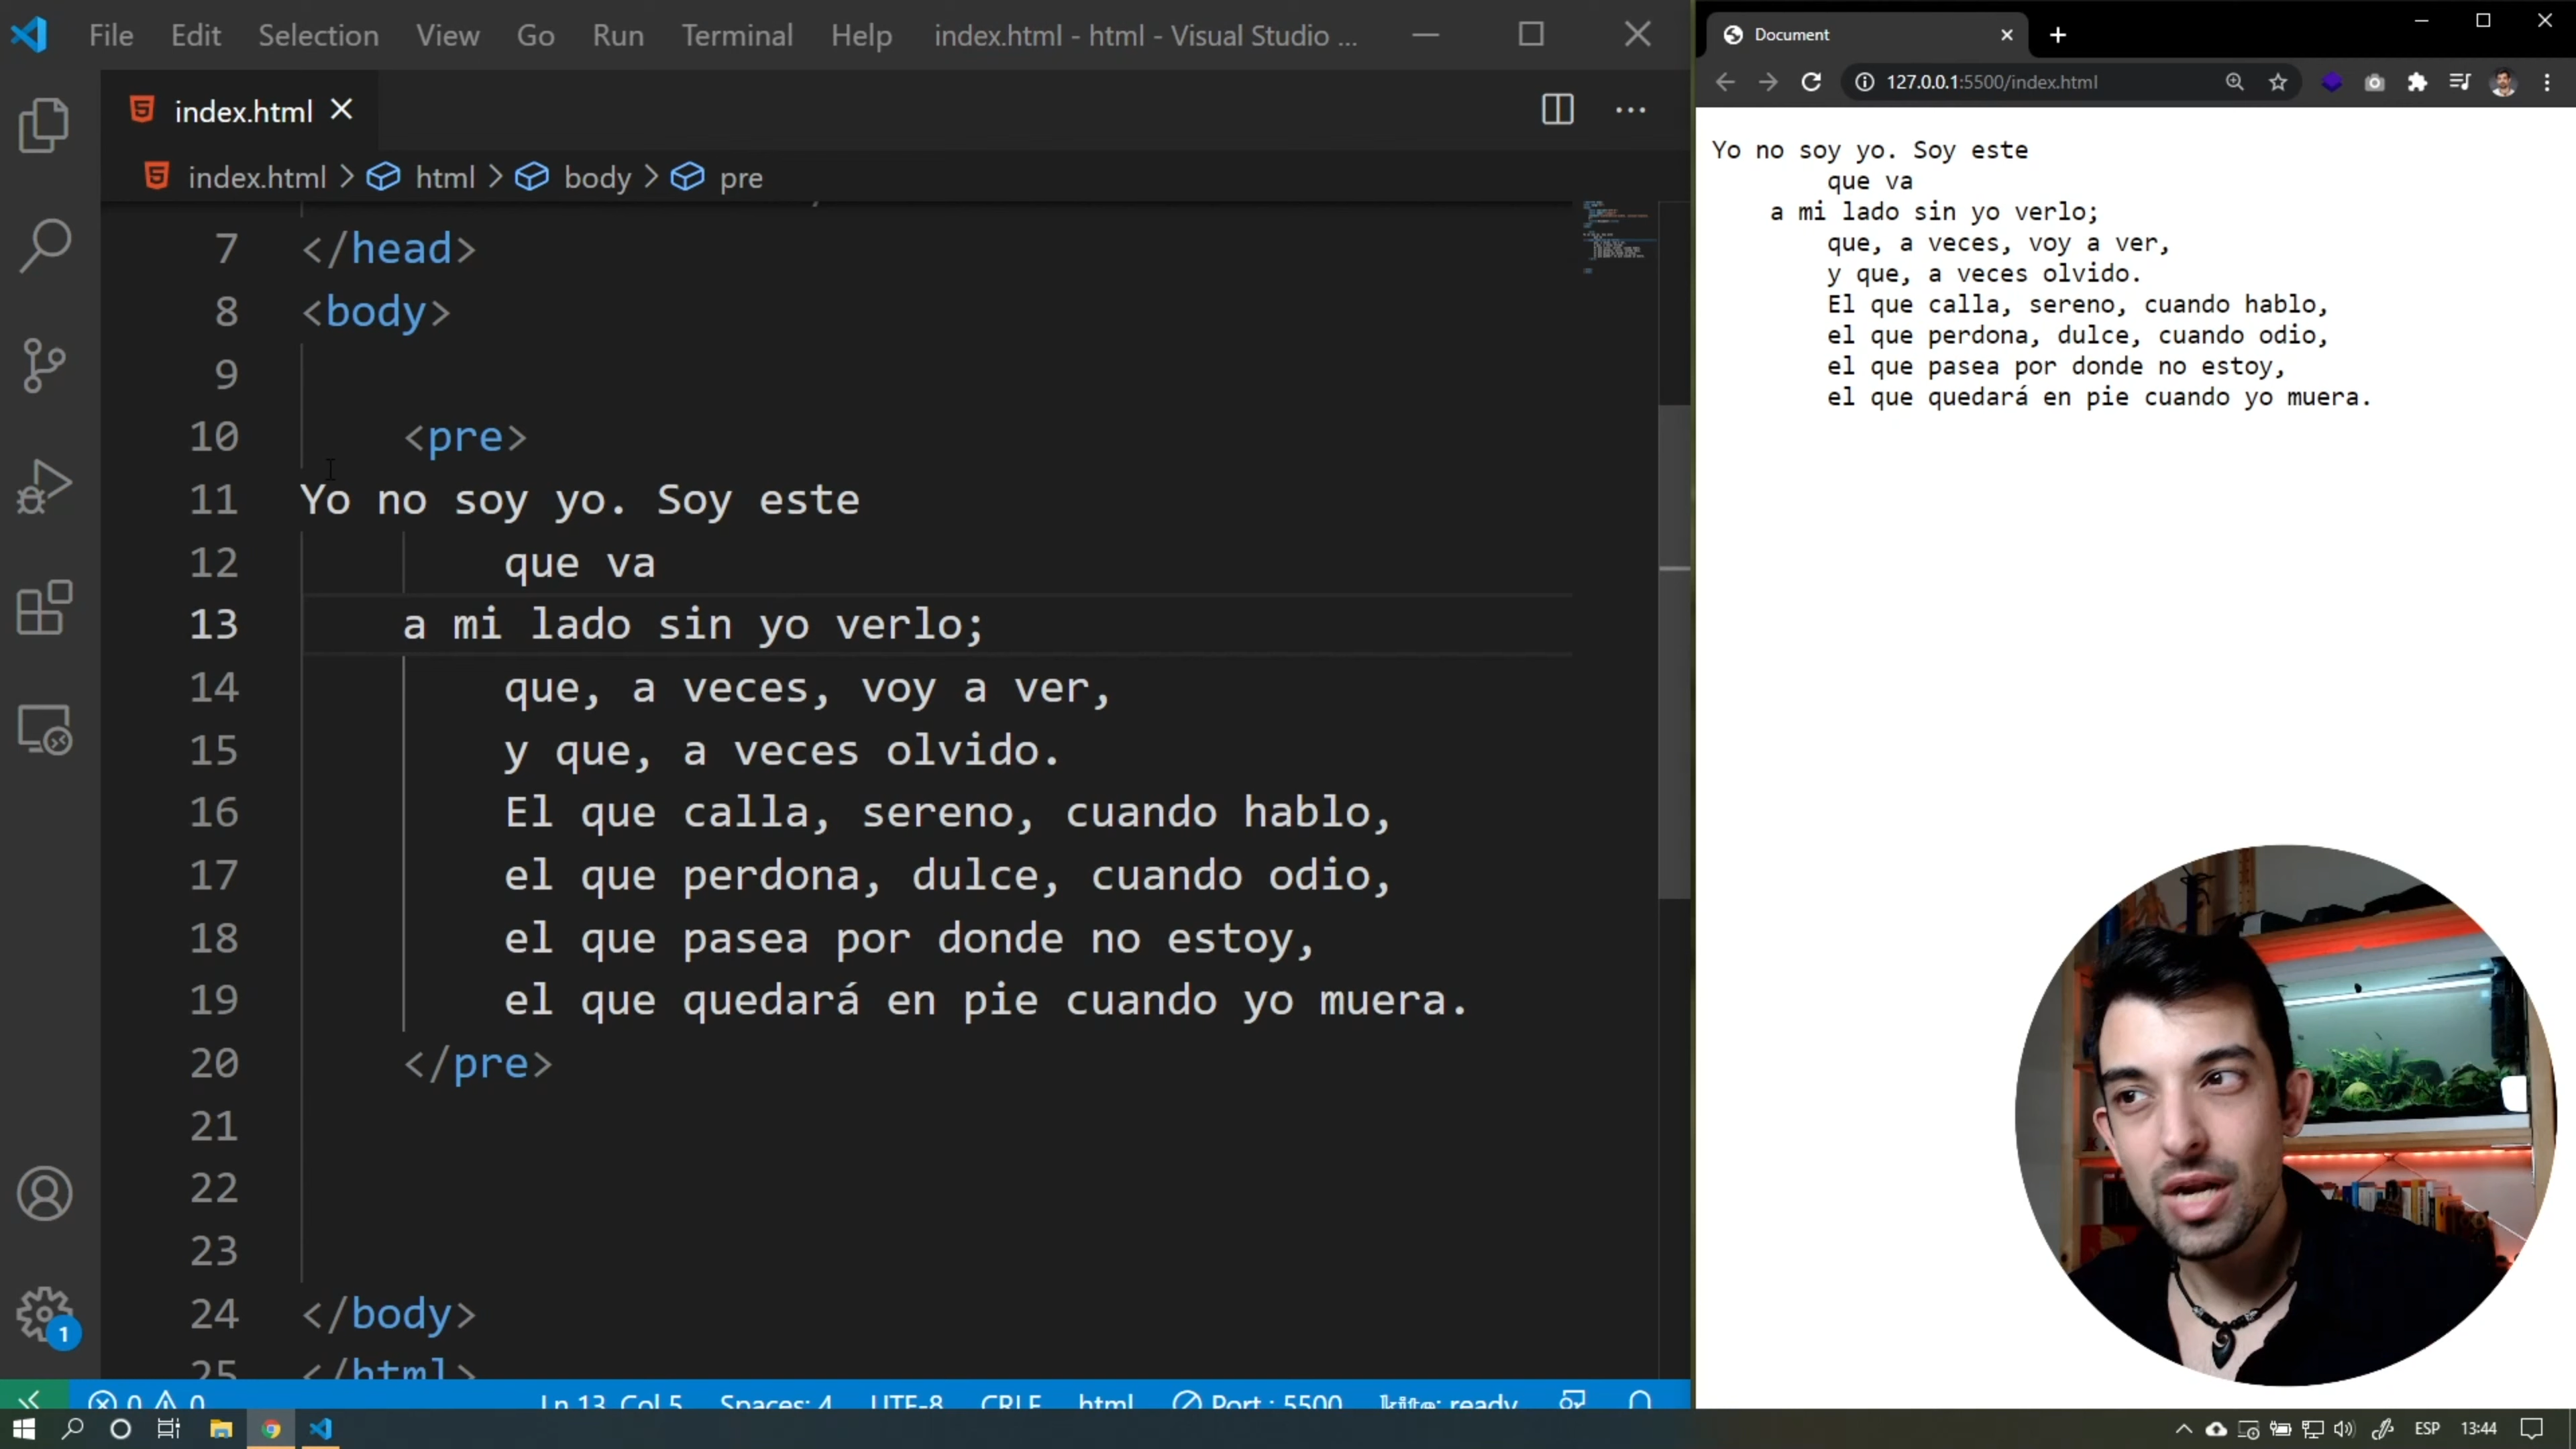 File Edit Selection View Go Run Terminal Help index.html - html - Visual Studio ...
index.html
index.html > html > body > pre
7 </head>
8 <body>
9
10 <pre>
11 Yo no soy yo. Soy este
12 que va
13 a mi lado sin yo verlo;
14 que, a veces, voy a ver,
15 y que, a veces olvido.
16 El que calla, sereno, cuando hablo,
17 el que perdona, dulce, cuando odio,
18 el que pasea por donde no estoy,
19 el que quedará en pie cuando yo muera.
20 </pre>
21
22
23
24 </body>
25 </html>
1
0 0 Ln 13, Col 5 Spaces: 4 UTF-8 CRLF html Port : 5500 kite: ready
Document
127.0.0.1:5500/index.html
Yo no soy yo. Soy este
que va
a mi lado sin yo verlo;
que, a veces, voy a ver,
y que, a veces olvido.
El que calla, sereno, cuando hablo,
el que perdona, dulce, cuando odio,
el que pasea por donde no estoy,
el que quedará en pie cuando yo muera.
ESP 13:44